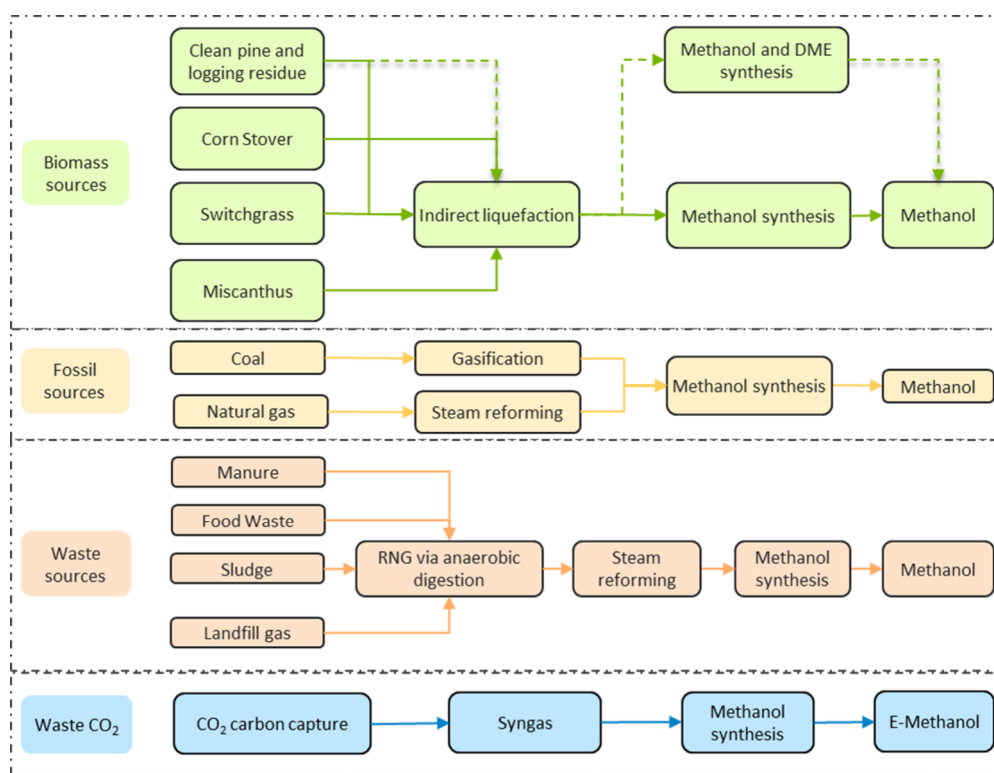 Biomass
sources
Clean pine and
logging residue
Corn Stover
Switchgrass
Miscanthus
Indirect liquefaction
Methanol and DME
synthesis
Methanol synthesis
Methanol
Fossil
sources
Coal
Natural gas
Gasification
Steam reforming
Methanol synthesis
Methanol
Waste
sources
Manure
Food Waste
Sludge
Landfill gas
RNG via anaerobic
digestion
Steam
reforming
Methanol
synthesis
Methanol
Waste CO₂
CO₂ carbon capture
Syngas
Methanol
synthesis
E-Methanol